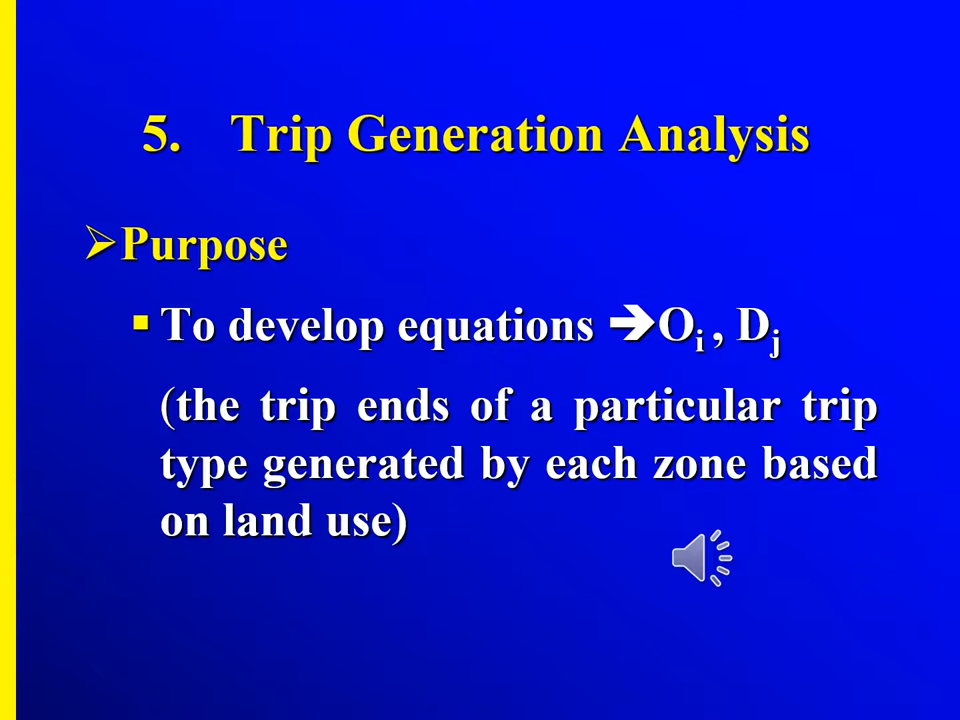 5. Trip Generation Analysis
➢Purpose
▪ To develop equations ➔Oi , Dj
(the trip ends of a particular trip
type generated by each zone based
on land use)